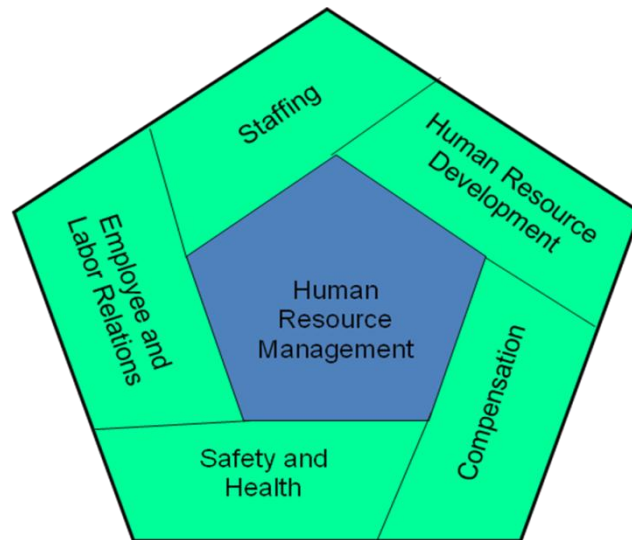 Staffing
Human Resource
Development
Employee and
Labor Relations
Human
Resource
Management
Compensation
Safety and
Health